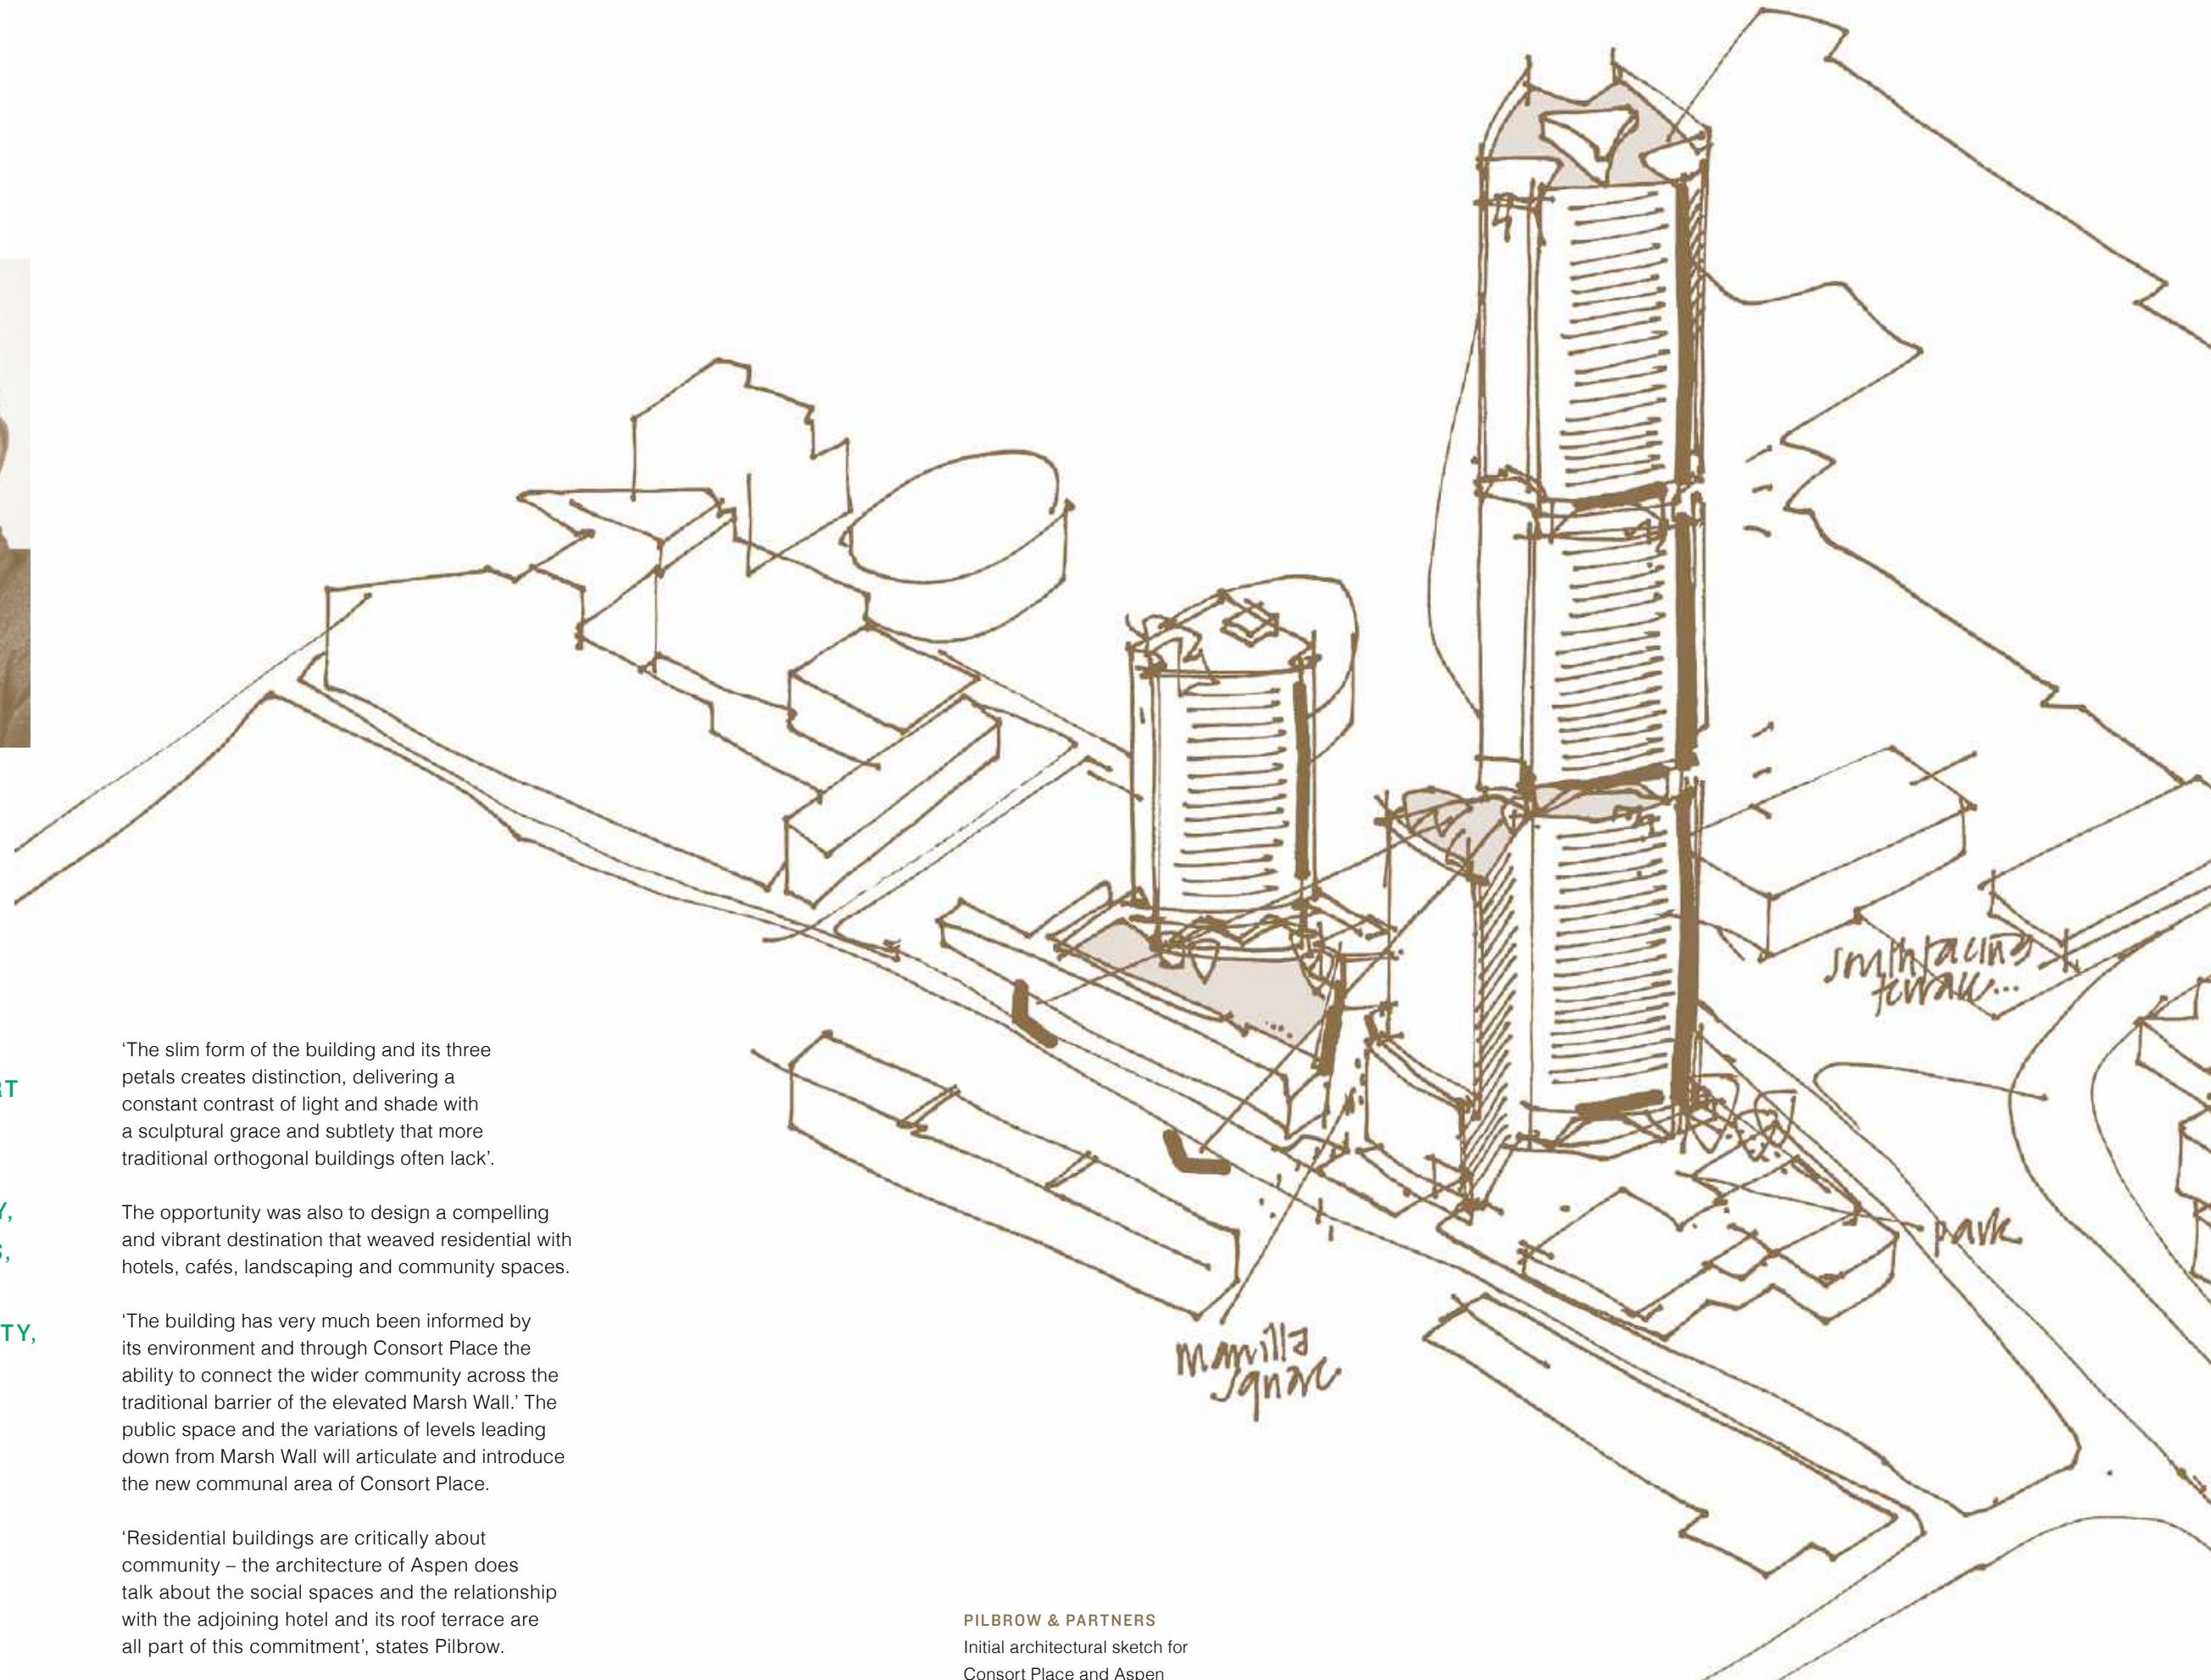 RT
Y,
S,
TY,
‘The slim form of the building and its three
petals creates distinction, delivering a
constant contrast of light and shade with
a sculptural grace and subtlety that more
traditional orthogonal buildings often lack’.
The opportunity was also to design a compelling
and vibrant destination that weaved residential with
hotels, cafés, landscaping and community spaces.
‘The building has very much been informed by
its environment and through Consort Place the
ability to connect the wider community across the
traditional barrier of the elevated Marsh Wall.’ The
public space and the variations of levels leading
down from Marsh Wall will articulate and introduce
the new communal area of Consort Place.
‘Residential buildings are critically about
community – the architecture of Aspen does
talk about the social spaces and the relationship
with the adjoining hotel and its roof terrace are
all part of this commitment’, states Pilbrow.
south facing
terrace...
park
manilla
square
PILBROW & PARTNERS
Initial architectural sketch for
Consort Place and Aspen